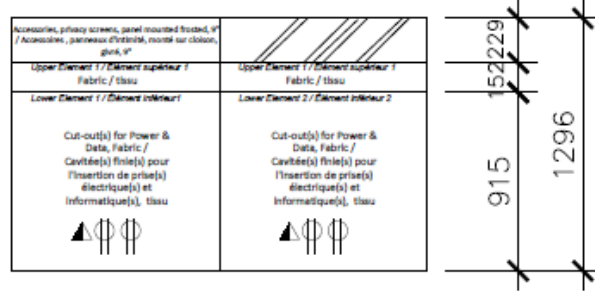 Accessories, privacy screens, panel mounted frosted, 9"
/ Accessoires , panneaux d'intimité, monté sur cloison,
givré, 9"
Upper Element 1 / Élément supérieur 1
Fabric / tissu
Upper Element 1 / Élément supérieur 1
Fabric / tissu
Lower Element 1 / Élément inférieur1
Cut-out(s) for Power &
Data, Fabric /
Cavitée(s) finie(s) pour
l'insertion de prise(s)
électrique(s) et
informatique(s), tissu
Lower Element 2 / Élément inférieur 2
Cut-out(s) for Power &
Data, Fabric /
Cavitée(s) finie(s) pour
l'insertion de prise(s)
électrique(s) et
informatique(s), tissu
229
152
915
1296